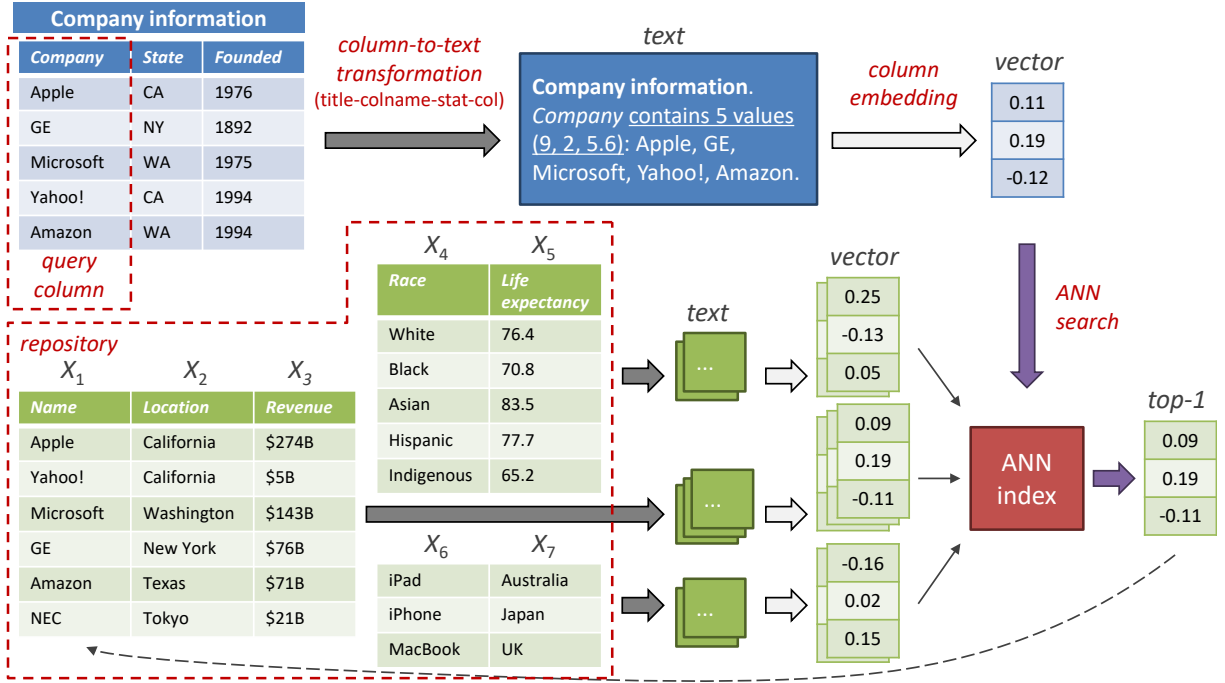 Company information
Company State Founded
Apple CA 1976
GE NY 1892
Microsoft WA 1975
Yahoo! CA 1994
Amazon WA 1994
query
column
column-to-text
transformation
(title-colname-stat-col)
text
Company information.
Company contains 5 values
(9, 2, 5.6): Apple, GE,
Microsoft, Yahoo!, Amazon.
column
embedding
vector
0.11
0.19
-0.12
ANN
search
repository
X1 X2 X3
Name Location Revenue
Apple California $274B
Yahoo! California $5B
Microsoft Washington $143B
GE New York $76B
Amazon Texas $71B
NEC Tokyo $21B
X4 X5
Race Life
expectancy
White 76.4
Black 70.8
Asian 83.5
Hispanic 77.7
Indigenous 65.2
X6 X7
iPad Australia
iPhone Japan
MacBook UK
text
...
...
...
vector
0.25
-0.13
0.05
0.09
0.19
-0.11
-0.16
0.02
0.15
ANN
index
top-1
0.09
0.19
-0.11